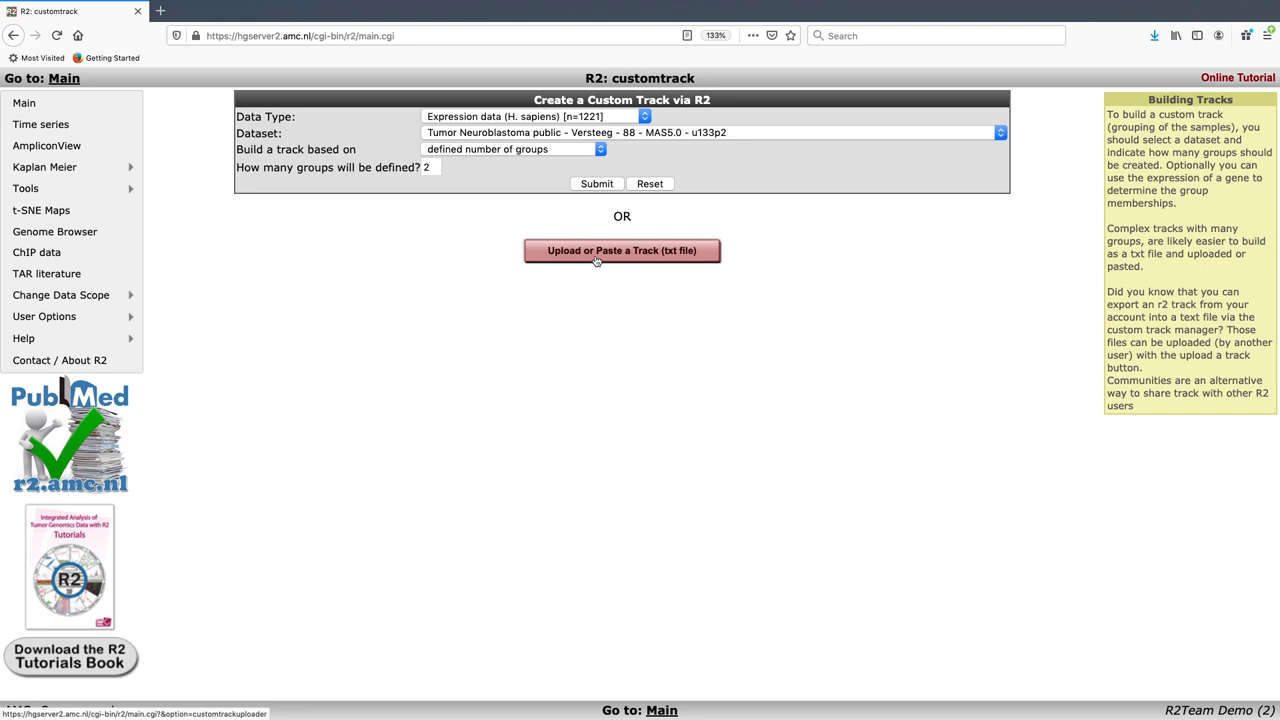 R2: customtrack
https://hgserver2.amc.nl/cgi-bin/r2/main.cgi
133%
Search
Most Visited
Getting Started
Go to: Main
R2: customtrack
Online Tutorial
Main
Time series
AmpliconView
Kaplan Meier
Tools
t-SNE Maps
Genome Browser
ChIP data
TAR literature
Change Data Scope
User Options
Help
Contact / About R2
PubMed
r2.amc.nl
Integrated Analysis of
Tumor Genomics Data with R2
Tutorials
R2
Download the R2
Tutorials Book
Create a Custom Track via R2
Data Type: Expression data (H. sapiens) [n=1221]
Dataset: Tumor Neuroblastoma public - Versteeg - 88 - MAS5.0 - u133p2
Build a track based on defined number of groups
How many groups will be defined? 2
Submit Reset
OR
Upload or Paste a Track (txt file)
Building Tracks
To build a custom track
(grouping of the samples), you
should select a dataset and
indicate how many groups should
be created. Optionally you can
use the expression of a gene to
determine the group
memberships.
Complex tracks with many
groups, are likely easier to build
as a txt file and uploaded or
pasted.
Did you know that you can
export an r2 track from your
account into a text file via the
custom track manager? Those
files can be uploaded (by another
user) with the upload a track
button.
Communities are an alternative
way to share track with other R2
users
https://hgserver2.amc.nl/cgi-bin/r2/main.cgi?&option=customtrackuploader
Go to: Main
R2Team Demo (2)